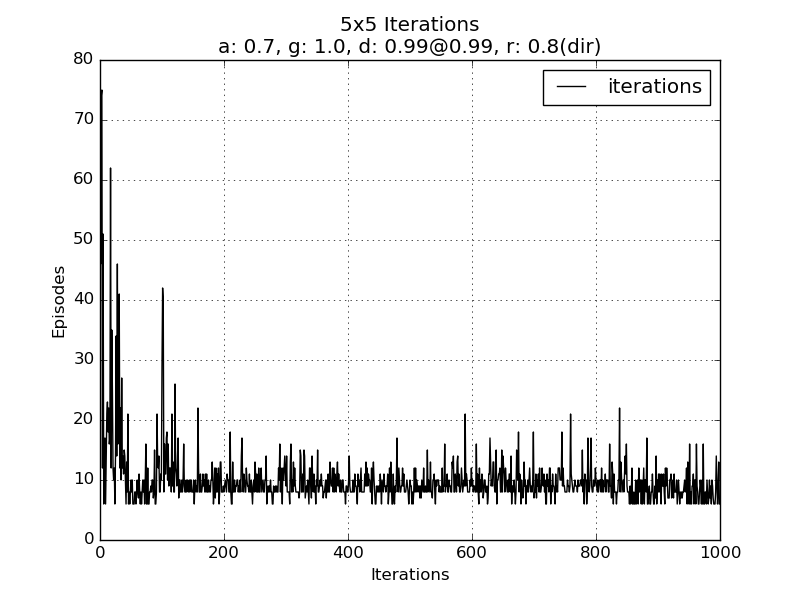 5x5 Iterations
a: 0.7, g: 1.0, d: 0.99@0.99, r: 0.8(dir)
iterations
80
70
60
50
40
30
20
10
0
Episodes
0 200 400 600 800 1000
Iterations